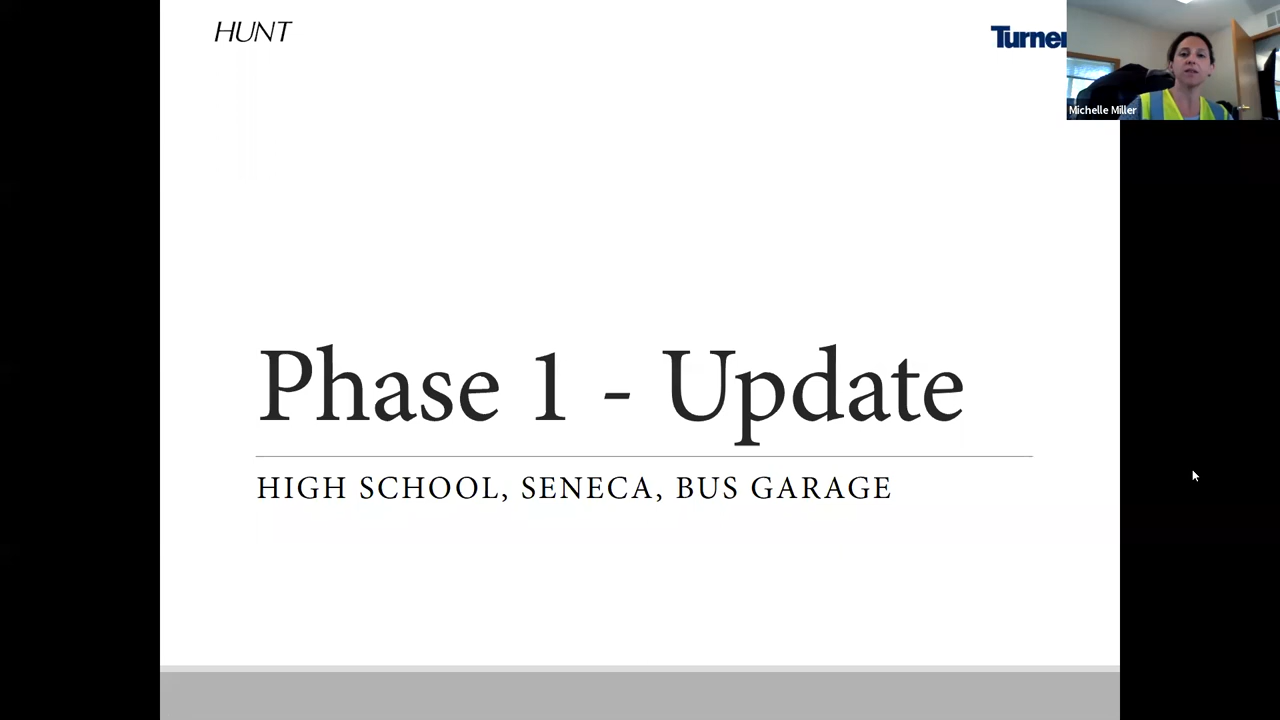 HUNT
Turner
Michelle Miller
Phase 1 - Update
HIGH SCHOOL, SENECA, BUS GARAGE